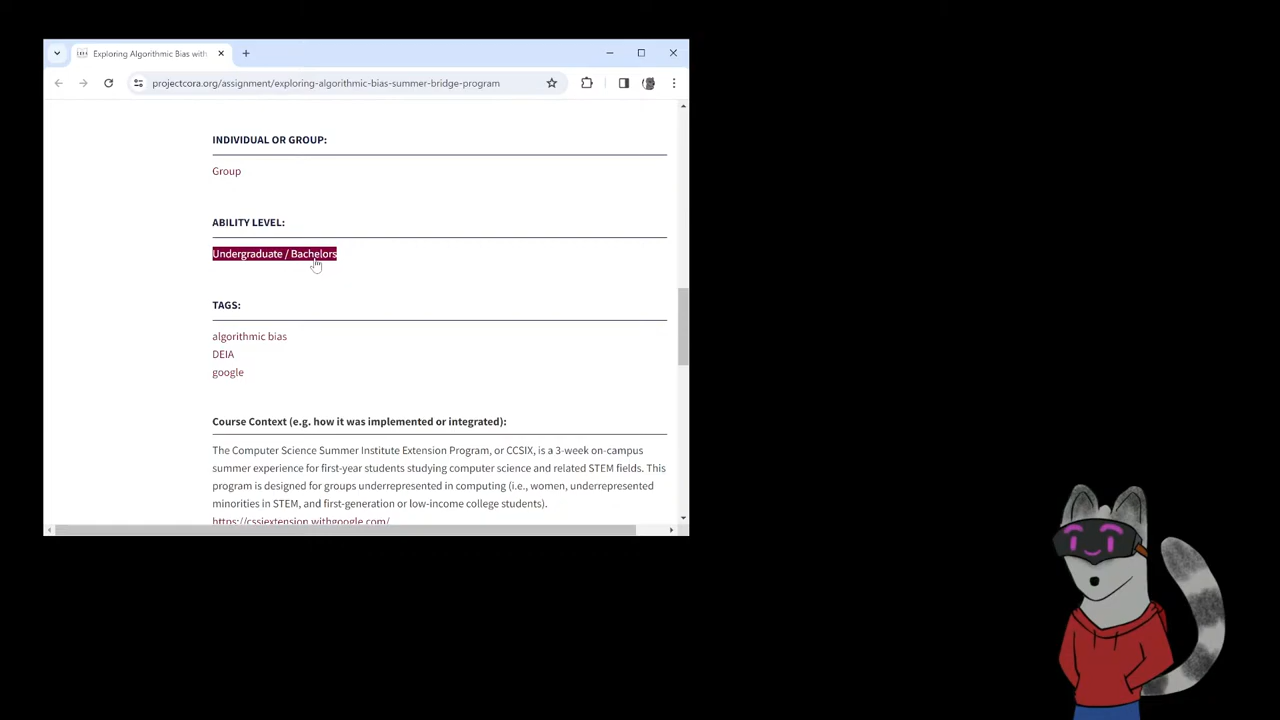 Exploring Algorithmic Bias with
projectcora.org/assignment/exploring-algorithmic-bias-summer-bridge-program
INDIVIDUAL OR GROUP:
Group
ABILITY LEVEL:
Undergraduate / Bachelors
TAGS:
algorithmic bias
DEIA
google
Course Context (e.g. how it was implemented or integrated):
The Computer Science Summer Institute Extension Program, or CCSIX, is a 3-week on-campus
summer experience for first-year students studying computer science and related STEM fields. This
program is designed for groups underrepresented in computing (i.e., women, underrepresented
minorities in STEM, and first-generation or low-income college students).
https://cssiextension.withgoogle.com/